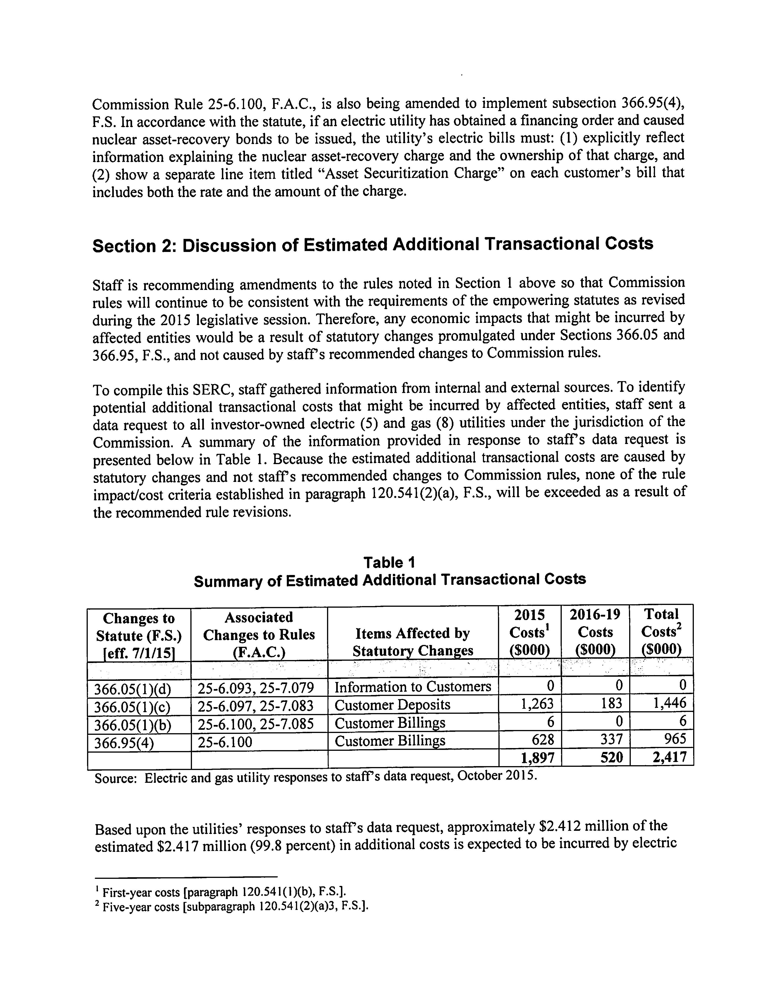 Commission Rule 25-6.100, F.A.C., is also being amended to implement subsection 366.95(4),
F.S. In accordance with the statute, if an electric utility has obtained a financing order and caused
nuclear asset-recovery bonds to be issued, the utility's electric bills must: (1) explicitly reflect
information explaining the nuclear asset-recovery charge and the ownership of that charge, and
(2) show a separate line item titled “Asset Securitization Charge” on each customer's bill that
includes both the rate and the amount of the charge.
Section 2: Discussion of Estimated Additional Transactional Costs
Staff is recommending amendments to the rules noted in Section 1 above so that Commission
rules will continue to be consistent with the requirements of the empowering statutes as revised
during the 2015 legislative session. Therefore, any economic impacts that might be incurred by
affected entities would be a result of statutory changes promulgated under Sections 366.05 and
366.95, F.S., and not caused by staff's recommended changes to Commission rules.
To compile this SERC, staff gathered information from internal and external sources. To identify
potential additional transactional costs that might be incurred by affected entities, staff sent a
data request to all investor-owned electric (5) and gas (8) utilities under the jurisdiction of the
Commission. A summary of the information provided in response to staff's data request is
presented below in Table 1. Because the estimated additional transactional costs are caused by
statutory changes and not staff's recommended changes to Commission rules, none of the rule
impact/cost criteria established in paragraph 120.541(2)(a), F.S., will be exceeded as a result of
the recommended rule revisions.
Table 1
Summary of Estimated Additional Transactional Costs
Changes to Statute (F.S.) [eff. 7/1/15] Associated Changes to Rules (F.A.C.) Items Affected by Statutory Changes 2015 Costs¹ ($000) 2016-19 Costs ($000) Total Costs² ($000)
366.05(1)(d) 25-6.093, 25-7.079 Information to Customers 0 0 0
366.05(1)(c) 25-6.097, 25-7.083 Customer Deposits 1,263 183 1,446
366.05(1)(b) 25-6.100, 25-7.085 Customer Billings 6 0 6
366.95(4) 25-6.100 Customer Billings 628 337 965
1,897 520 2,417
Source: Electric and gas utility responses to staff's data request, October 2015.
Based upon the utilities' responses to staff's data request, approximately $2.412 million of the
estimated $2.417 million (99.8 percent) in additional costs is expected to be incurred by electric
¹ First-year costs [paragraph 120.541(1)(b), F.S.].
² Five-year costs [subparagraph 120.541(2)(a)3, F.S.].